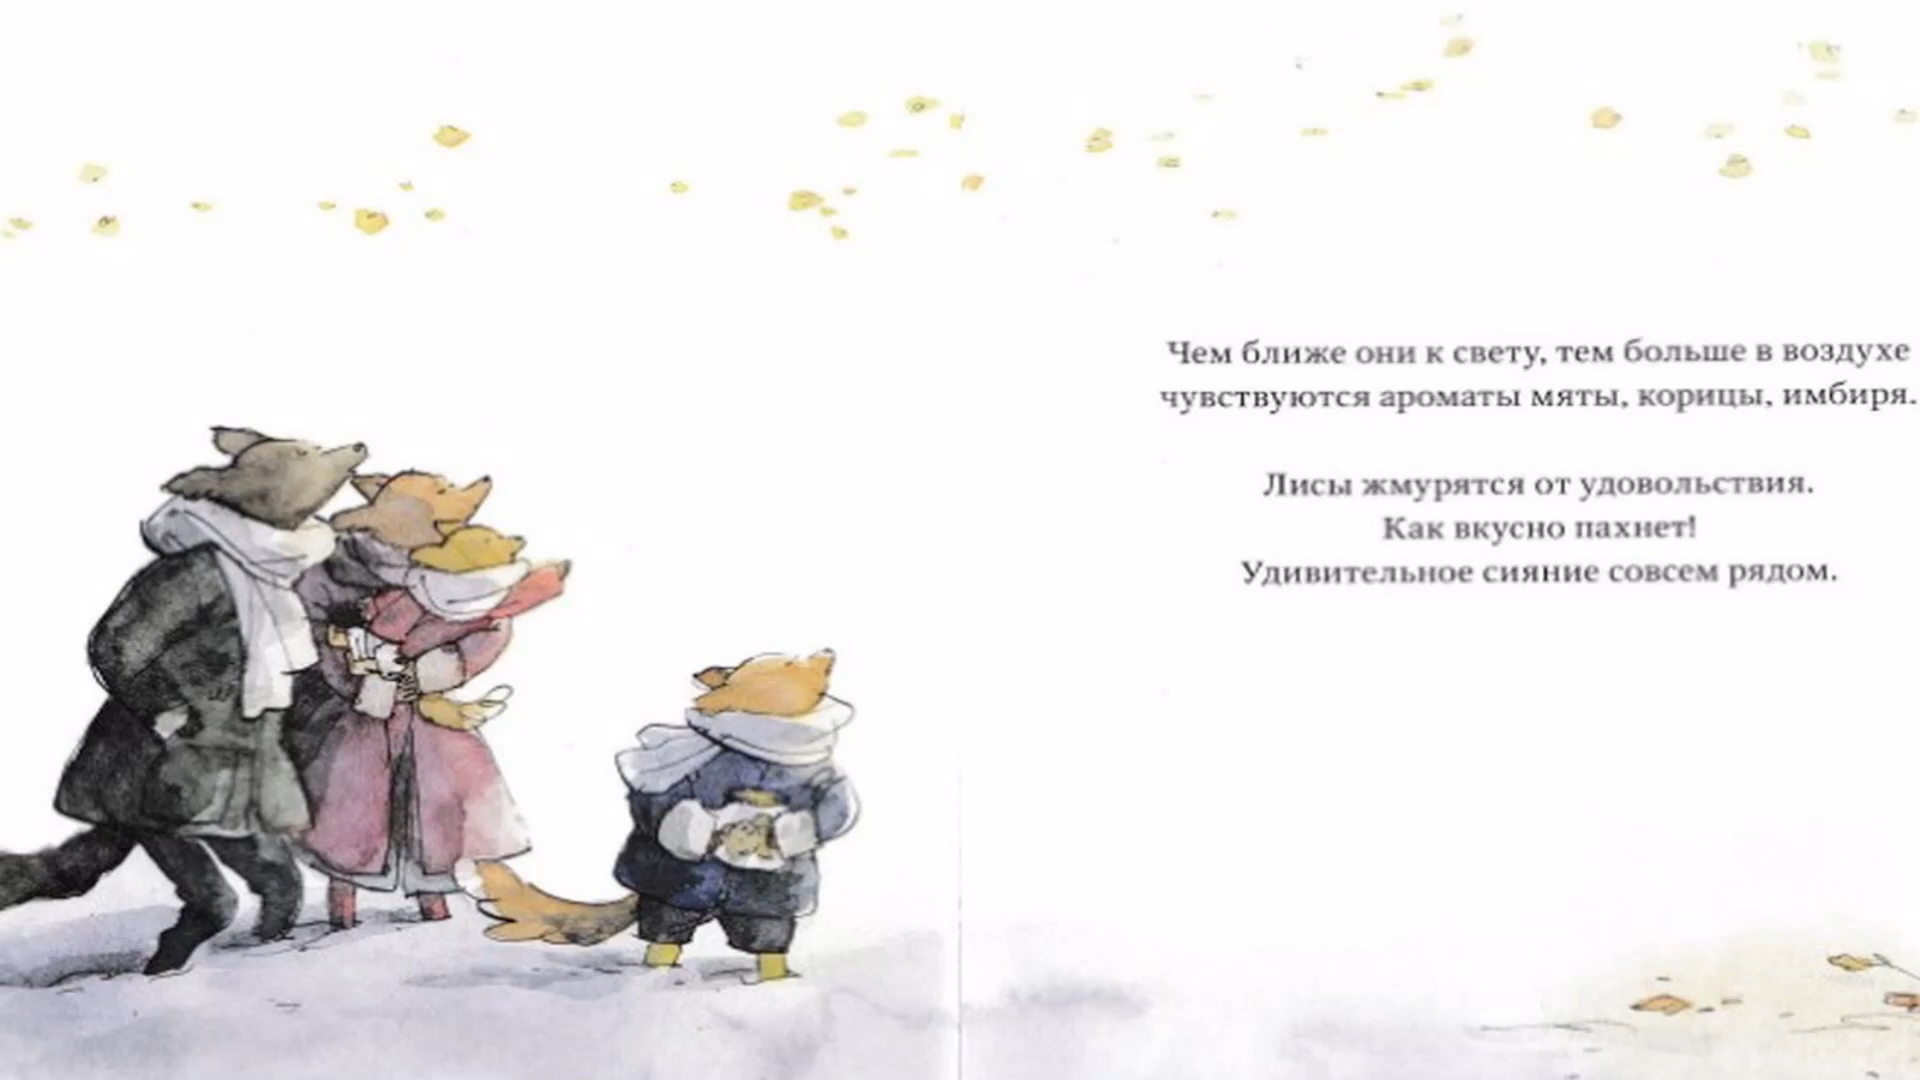 Чем ближе они к свету, тем больше в воздухе
чувствуются ароматы мяты, корицы, имбиря.
Лисы жмурятся от удовольствия.
Как вкусно пахнет!
Удивительное сияние совсем рядом.